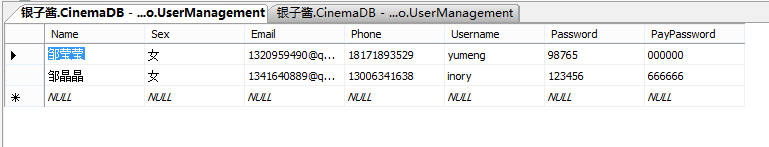 银子酱.CinemaDB - ...o.UserManagement 银子酱.CinemaDB - ...o.UserManagement
Name Sex Email Phone Username Password PayPassword
邹莹莹 女 1320959490@q... 18171893529 yumeng 98765 000000
邹晶晶 女 1341640889@q... 13006341638 inory 123456 666666
NULL NULL NULL NULL NULL NULL NULL